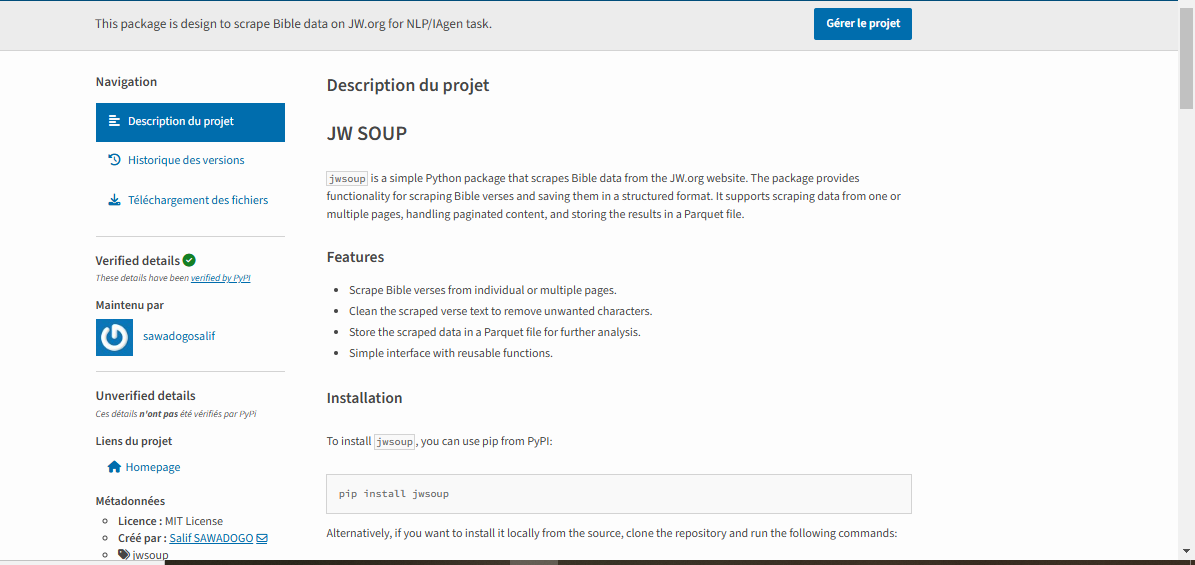 This package is design to scrape Bible data on JW.org for NLP/IAgen task.
Gérer le projet
Navigation
Description du projet
Historique des versions
Téléchargement des fichiers
Verified details
These details have been verified by PyPI
Maintenu par
sawadogosalif
Unverified details
Ces détails n'ont pas été vérifiés par PyPi
Liens du projet
Homepage
Métadonnées
Licence : MIT License
Créé par : Salif SAWADOGO
jwsoup
Description du projet
JW SOUP
jwsoup is a simple Python package that scrapes Bible data from the JW.org website. The package provides
functionality for scraping Bible verses and saving them in a structured format. It supports scraping data from one or
multiple pages, handling paginated content, and storing the results in a Parquet file.
Features
Scrape Bible verses from individual or multiple pages.
Clean the scraped verse text to remove unwanted characters.
Store the scraped data in a Parquet file for further analysis.
Simple interface with reusable functions.
Installation
To install jwsoup, you can use pip from PyPI:
pip install jwsoup
Alternatively, if you want to install it locally from the source, clone the repository and run the following commands: